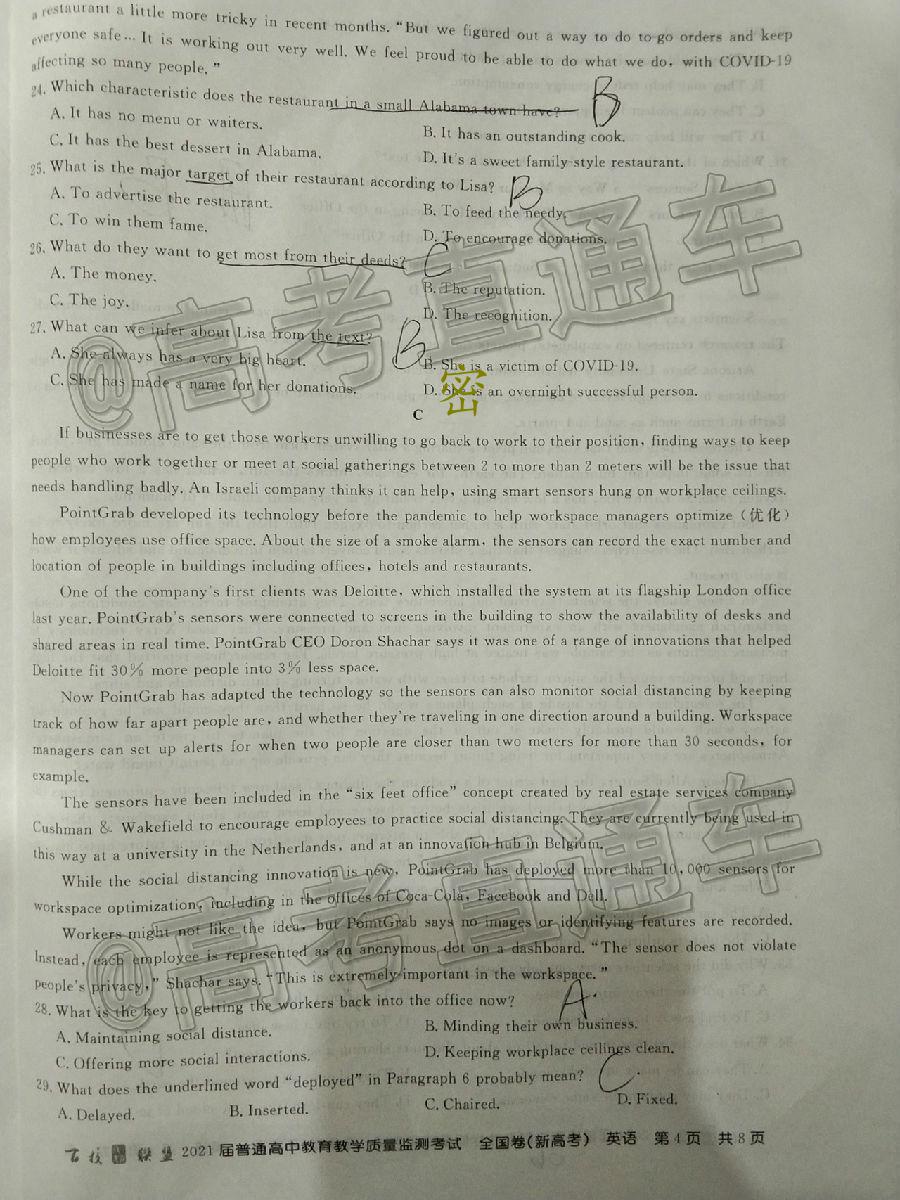 a restaurant a little more tricky in recent months. “But we figured out a way to do to go orders and keep
everyone safe… It is working out very well. We feel proud to be able to do what we do, with COVID-19
affecting so many people.”
24. Which characteristic does the restaurant in a small Alabama town have? B
A. It has no menu or waiters.
B. It has an outstanding cook.
C. It has the best dessert in Alabama.
D. It's a sweet family-style restaurant.
25. What is the major target of their restaurant according to Lisa? B
A. To advertise the restaurant.
B. To feed the needy.
C. To win them fame.
D. To encourage donations.
26. What do they want to get most from their deeds? C
A. The money.
B. The reputation.
C. The joy.
D. The recognition.
27. What can we infer about Lisa from the text? B
A. She always has a very big heart.
B. She is a victim of COVID-19.
C. She has made a name for her donations.
D. She is an overnight successful person.
密
C
If businesses are to get those workers unwilling to go back to work to their position, finding ways to keep
people who work together or meet at social gatherings between 2 to more than 2 meters will be the issue that
needs handling badly. An Israeli company thinks it can help, using smart sensors hung on workplace ceilings.
PointGrab developed its technology before the pandemic to help workspace managers optimize (优化)
how employees use office space. About the size of a smoke alarm, the sensors can record the exact number and
location of people in buildings including offices, hotels and restaurants.
One of the company's first clients was Deloitte, which installed the system at its flagship London office
last year. PointGrab's sensors were connected to screens in the building to show the availability of desks and
shared areas in real time. PointGrab CEO Doron Shachar says it was one of a range of innovations that helped
Deloitte fit 30% more people into 3% less space.
Now PointGrab has adapted the technology so the sensors can also monitor social distancing by keeping
track of how far apart people are, and whether they're traveling in one direction around a building. Workspace
managers can set up alerts for when two people are closer than two meters for more than 30 seconds, for
example.
The sensors have been included in the “six feet office” concept created by real estate services company
Cushman & Wakefield to encourage employees to practice social distancing. They are currently being used in
this way at a university in the Netherlands, and at an innovation hub in Belgium.
While the social distancing innovation is new, PointGrab has deployed more than 10,000 sensors for
workspace optimization, including in the offices of Coca-Cola, Facebook and Dell.
Workers might not like the idea, but PointGrab says no images or identifying features are recorded.
Instead, each employee is represented as an anonymous dot on a dashboard. “The sensor does not violate
people's privacy,” Shachar says. “This is extremely important in the workspace.”
28. What is the key to getting the workers back into the office now? A.
A. Maintaining social distance.
B. Minding their own business.
C. Offering more social interactions.
D. Keeping workplace ceilings clean.
29. What does the underlined word “deployed” in Paragraph 6 probably mean? C.
A. Delayed.
B. Inserted.
C. Chaired.
D. Fixed.
百校 联盟 2021 届普通高中教育教学质量监测考试 全国卷(新高考) 英语 第4页 共8页
@高考直通车
@高考直通车